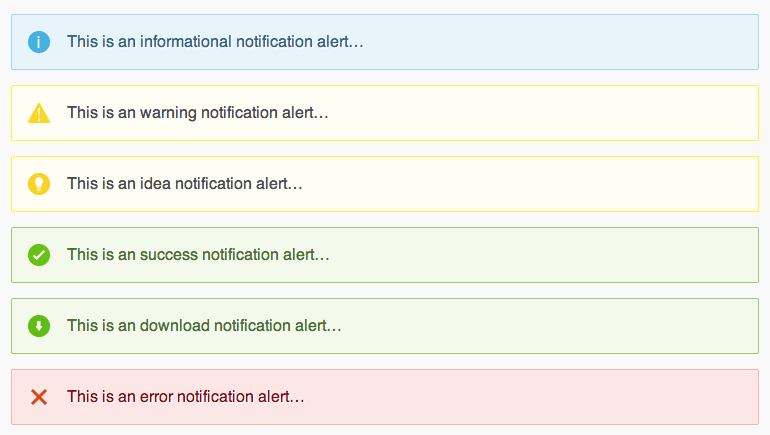 This is an informational notification alert…
This is an warning notification alert…
This is an idea notification alert…
This is an success notification alert…
This is an download notification alert…
This is an error notification alert…